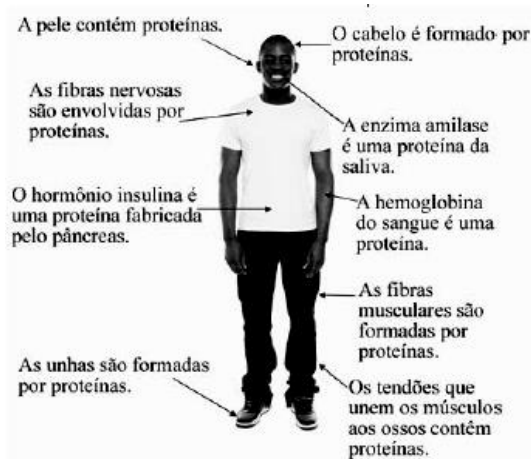 A pele contém proteínas.
O cabelo é formado por
proteínas.
As fibras nervosas
são envolvidas por
proteínas.
A enzima amilase
é uma proteína da
saliva.
O hormônio insulina é
uma proteína fabricada
pelo pâncreas.
A hemoglobina
do sangue é uma
proteína.
As fibras
musculares são
formadas por
proteínas.
As unhas são formadas
por proteínas.
Os tendões que
unem os músculos
aos ossos contêm
proteínas.